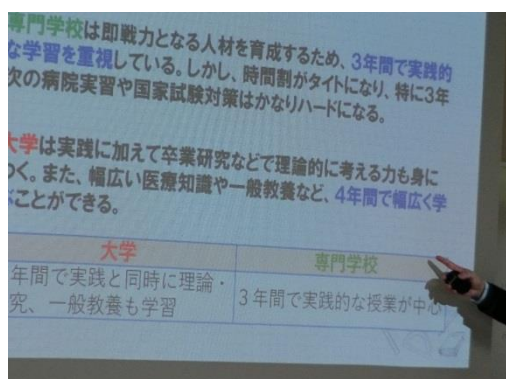 専門学校は即戦力となる人材を育成するため、3年間で実践的
な学習を重視している。しかし、時間割がタイトになり、特に3年
次の病院実習や国家試験対策はかなりハードになる。
大学は実践に加えて卒業研究などで理論的に考える力も身に
つく。また、幅広い医療知識や一般教養など、4年間で幅広く学
ことができる。
大学
専門学校
年間で実践と同時に理論・
究、一般教養も学習
3年間で実践的な授業が中心